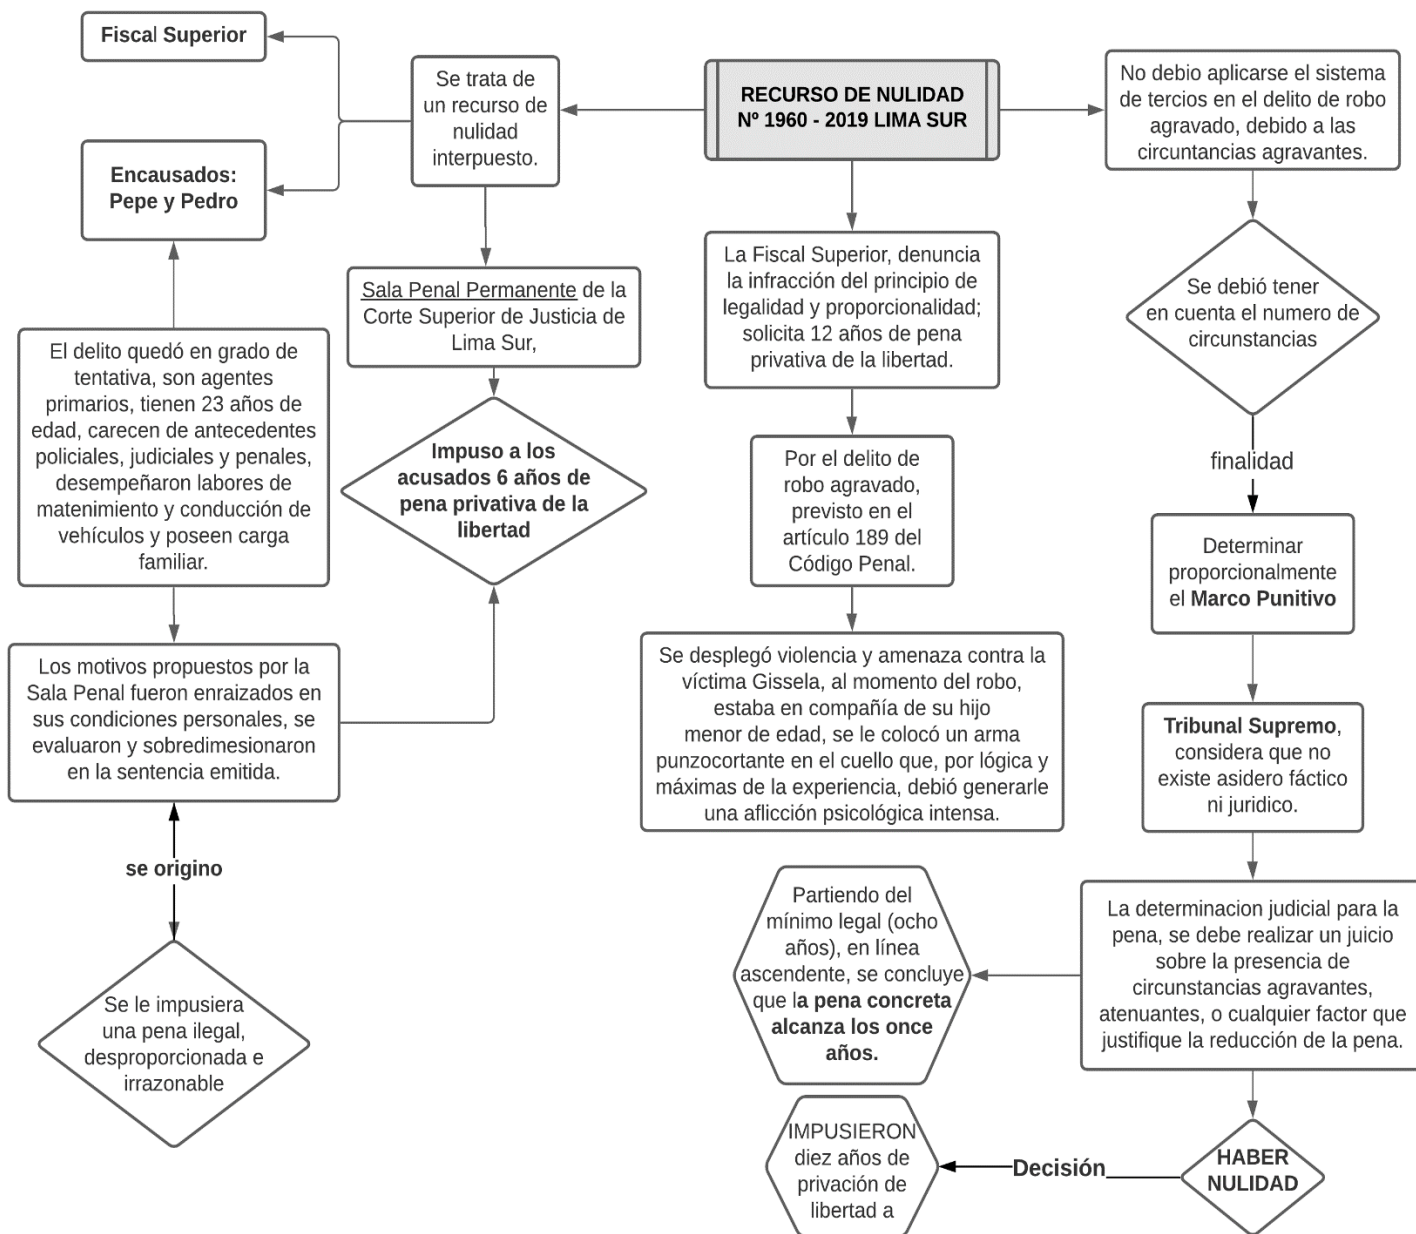 Fiscal Superior
Encausados:
Pepe y Pedro
Se trata de
un recurso de
nulidad
interpuesto.
RECURSO DE NULIDAD
Nº 1960 - 2019 LIMA SUR
No debio aplicarse el sistema
de tercios en el delito de robo
agravado, debido a las
circuntancias agravantes.
El delito quedó en grado de
tentativa, son agentes
primarios, tienen 23 años de
edad, carecen de antecedentes
policiales, judiciales y penales,
desempeñaron labores de
matenimiento y conducción de
vehículos y poseen carga
familiar.
Sala Penal Permanente de la
Corte Superior de Justicia de
Lima Sur,
Impuso a los
acusados 6 años de
pena privativa de la
libertad
La Fiscal Superior, denuncia
la infracción del principio de
legalidad y proporcionalidad;
solicita 12 años de pena
privativa de la libertad.
Por el delito de
robo agravado,
previsto en el
artículo 189 del
Código Penal.
Se debió tener
en cuenta el numero de
circunstancias
finalidad
Determinar
proporcionalmente
el Marco Punitivo
Los motivos propuestos por la
Sala Penal fueron enraizados en
sus condiciones personales, se
evaluaron y sobredimesionaron
en la sentencia emitida.
Se desplegó violencia y amenaza contra la
víctima Gissela, al momento del robo,
estaba en compañía de su hijo
menor de edad, se le colocó un arma
punzocortante en el cuello que, por lógica y
máximas de la experiencia, debió generarle
una aflicción psicológica intensa.
Tribunal Supremo,
considera que no
existe asidero fáctico
ni juridico.
se origino
Se le impusiera
una pena ilegal,
desproporcionada e
irrazonable
Partiendo del
mínimo legal (ocho
años), en línea
ascendente, se concluye
que la pena concreta
alcanza los once
años.
La determinacion judicial para la
pena, se debe realizar un juicio
sobre la presencia de
circunstancias agravantes,
atenuantes, o cualquier factor que
justifique la reducción de la pena.
IMPUSIERON
diez años de
privación de
libertad a
Decisión
HABER
NULIDAD